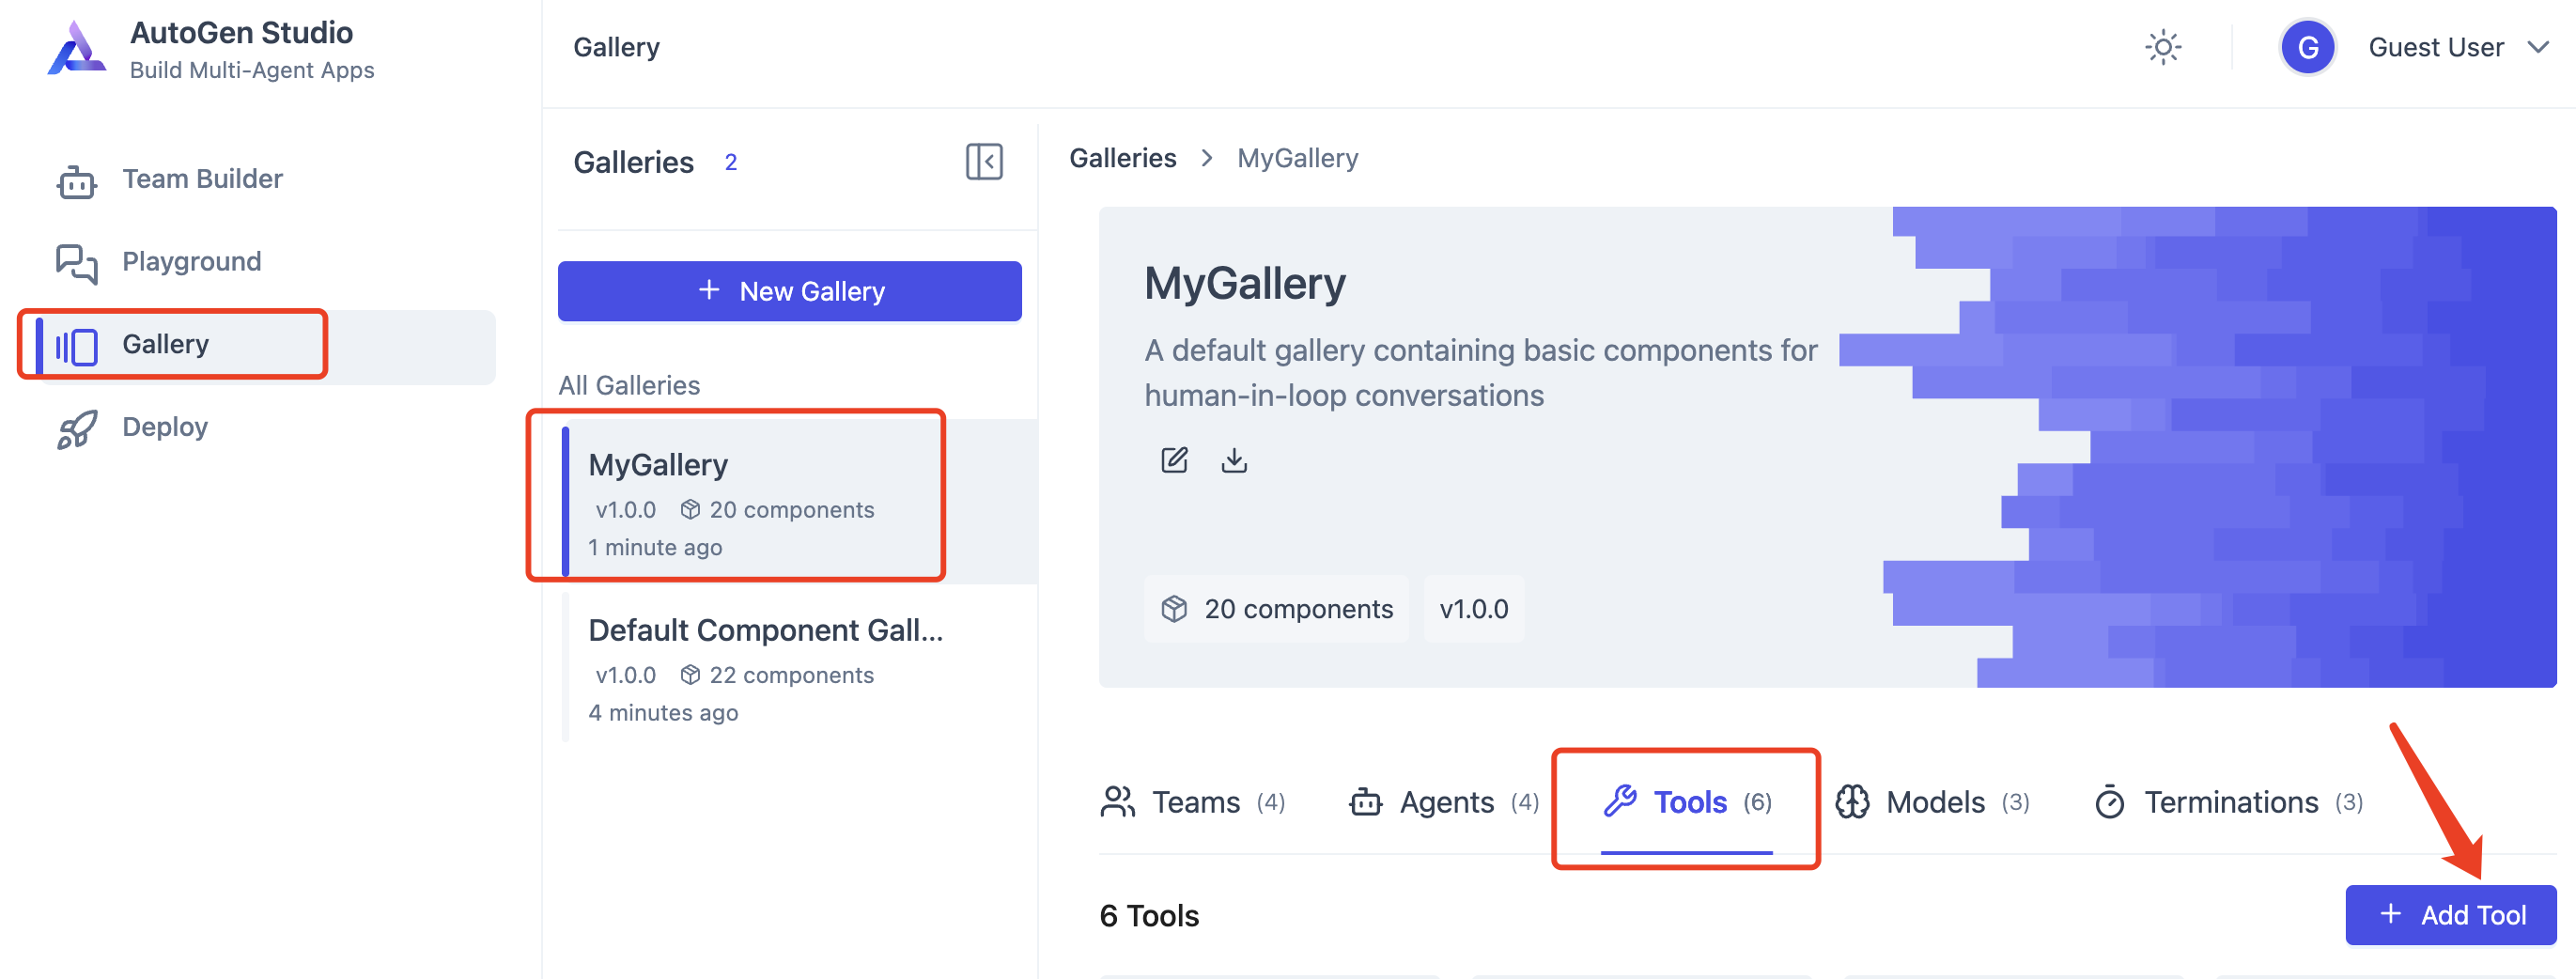 AutoGen Studio
Build Multi-Agent Apps
Team Builder
Playground
Gallery
Deploy
Gallery
G
Guest User
Galleries 2
New Gallery
All Galleries
MyGallery
v1.0.0 20 components
1 minute ago
Default Component Gall...
v1.0.0 22 components
4 minutes ago
Galleries > MyGallery
MyGallery
A default gallery containing basic components for
human-in-loop conversations
20 components v1.0.0
Teams (4) Agents (4) Tools (6) Models (3) Terminations (3)
6 Tools
+ Add Tool